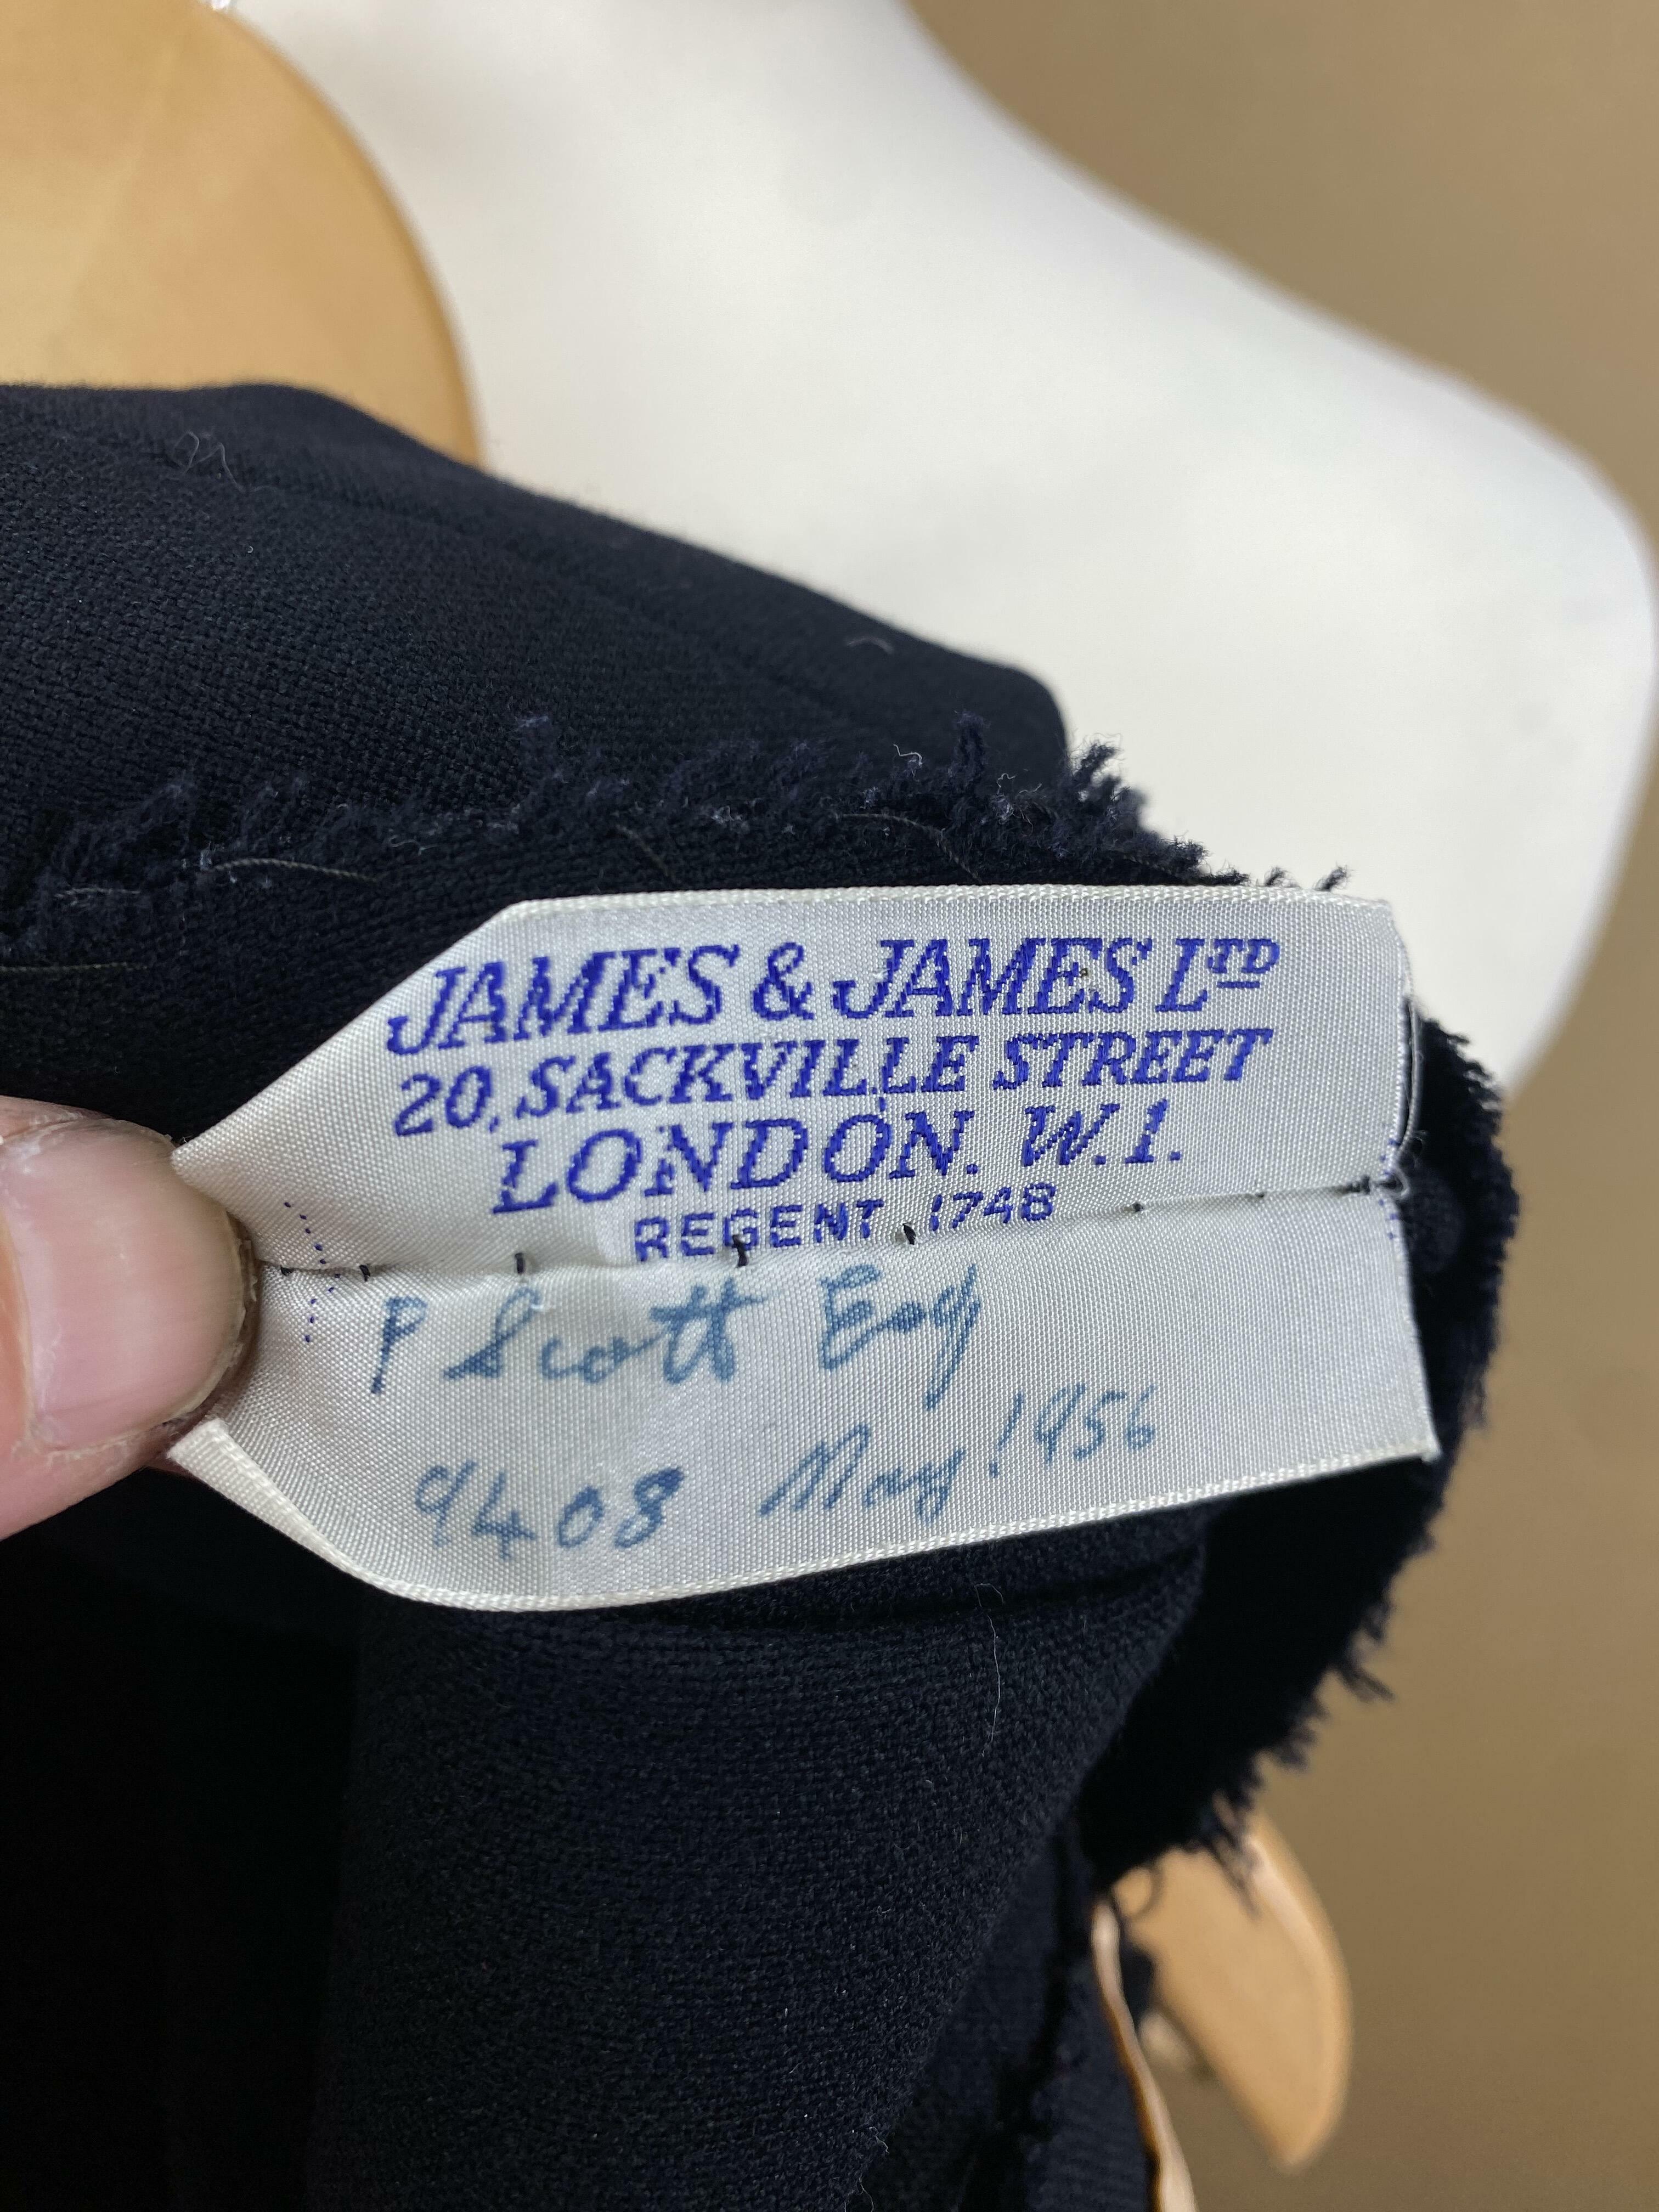 JAMES & JAMES LTD
20, SACKVILLE STREET
LONDON. W.1.
REGENT 1748
P Scott Esq
9408 May. 1956